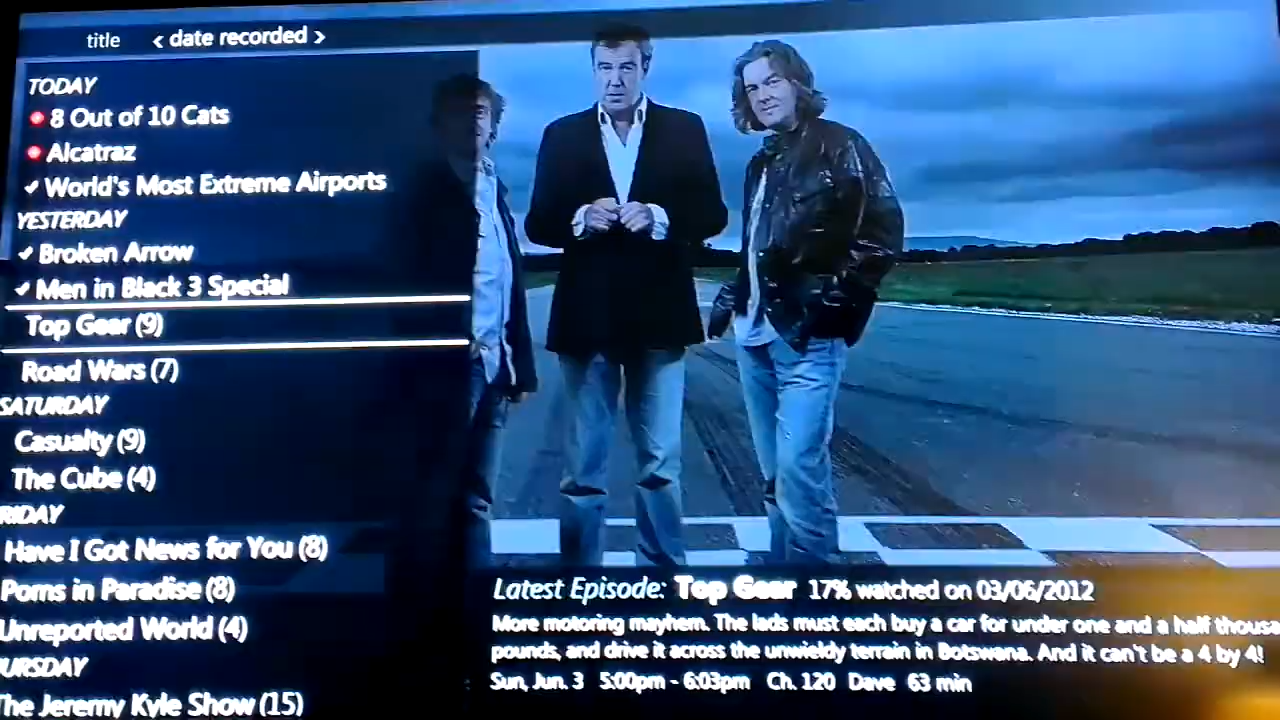 title < date recorded >
TODAY
8 Out of 10 Cats
Alcatraz
World's Most Extreme Airports
YESTERDAY
Broken Arrow
Men in Black 3 Special
Top Gear (9)
Road Wars (7)
SATURDAY
Casualty (9)
The Cube (4)
RIDAY
Have I Got News for You (8)
Poms in Paradise (8)
Unreported World (4)
URSDAY
The Jeremy Kyle Show (15)
Latest Episode: Top Gear 17% watched on 03/06/2012
More motoring mayhem. The lads must each buy a car for under one and a half thousa
pounds, and drive it across the unwieldy terrain in Botswana. And it can't be a 4 by 4!
Sun, Jun. 3 5:00pm - 6:03pm Ch. 120 Dave 63 min